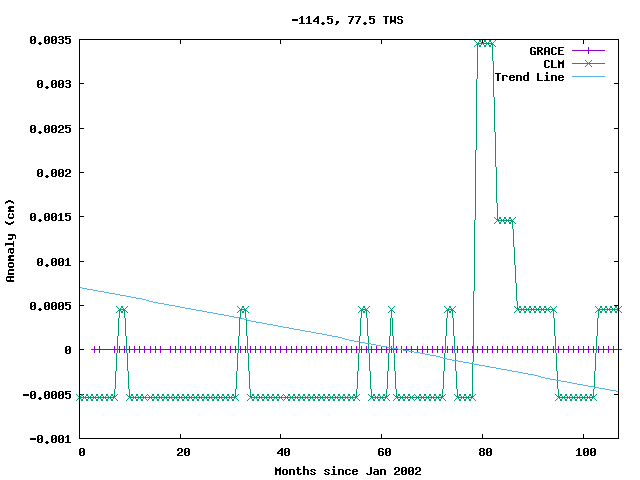 -114.5, 77.5 TWS
GRACE
CLM
Trend Line
0.0035
0.003
0.0025
0.002
0.0015
0.001
0.0005
0
-0.0005
-0.001
Anomaly (cm)
0 20 40 60 80 100
Months since Jan 2002